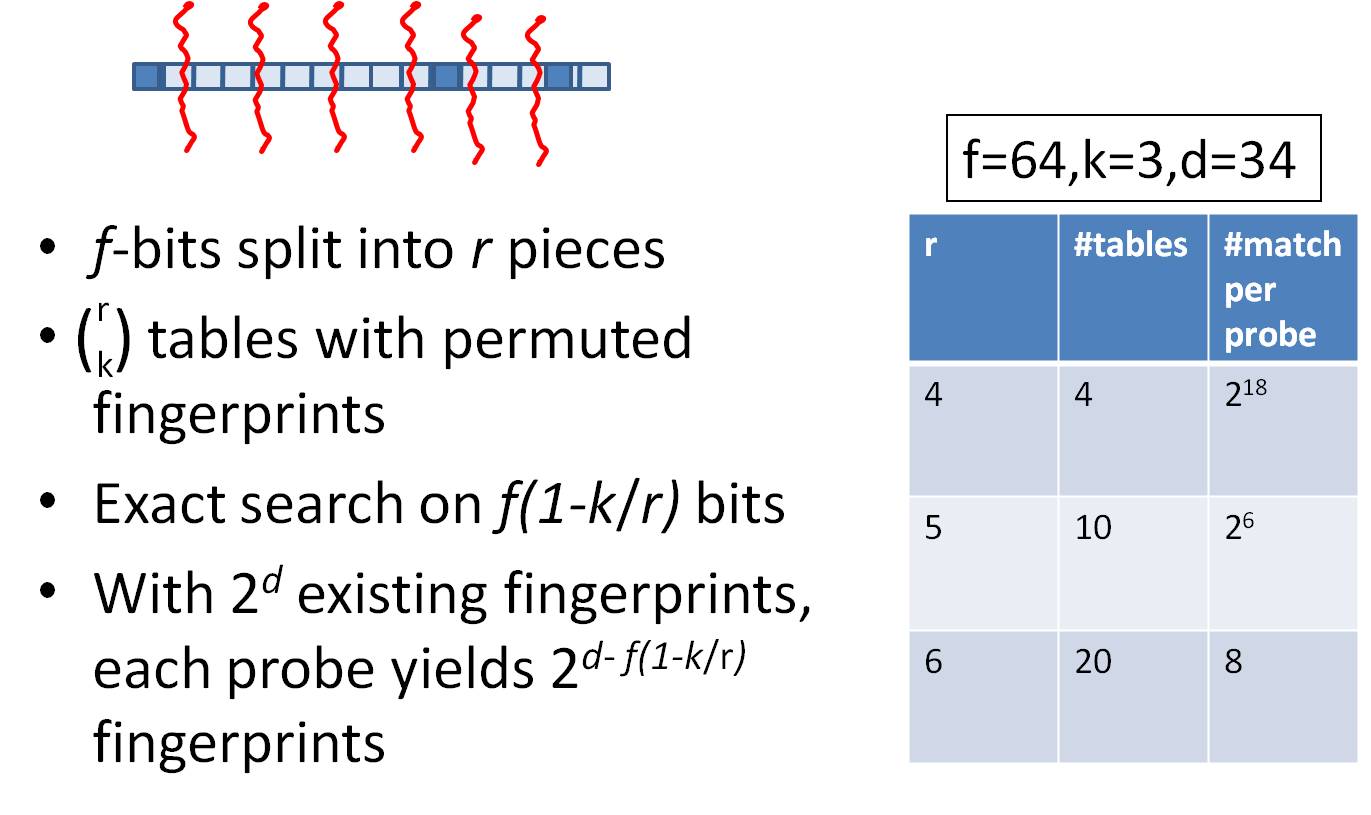 f=64,k=3,d=34
• f-bits split into r pieces
• (r k) tables with permuted
fingerprints
• Exact search on f(1-k/r) bits
• With 2^d existing fingerprints,
each probe yields 2^d- f(1-k/r)
fingerprints
r #tables #match
per
probe
4 4 2^18
5 10 2^6
6 20 8